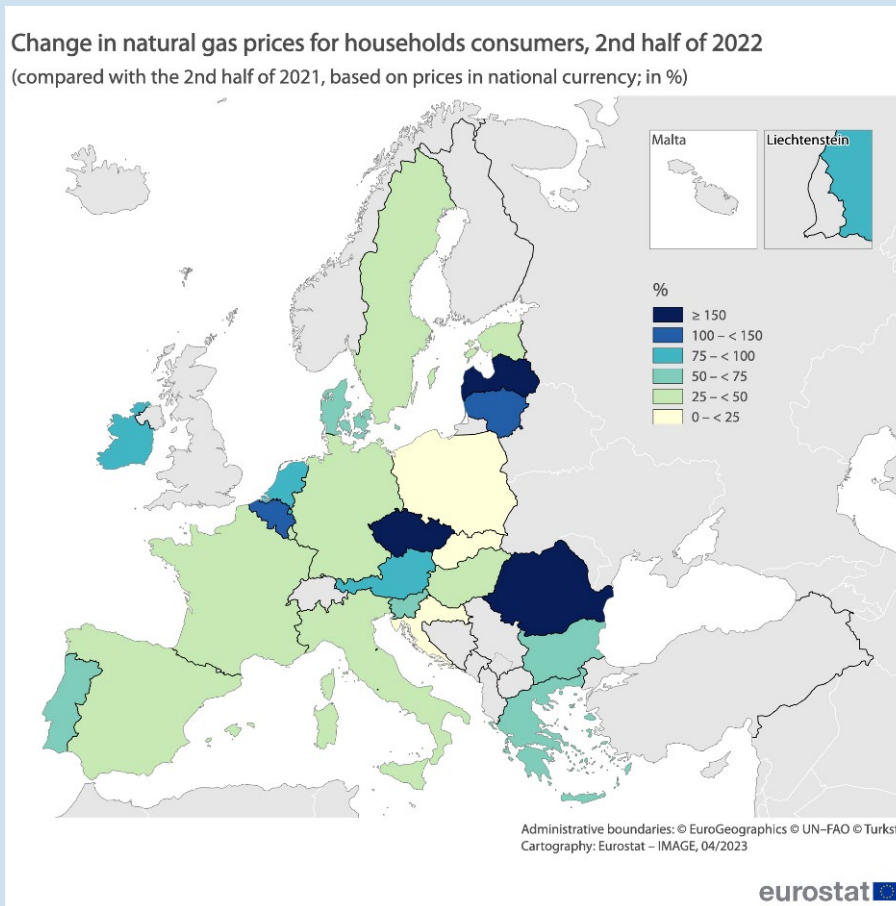 Change in natural gas prices for households consumers, 2nd half of 2022
(compared with the 2nd half of 2021, based on prices in national currency; in %)
Malta
Liechtenstein
%
≥ 150
100 – < 150
75 – < 100
50 – < 75
25 – < 50
0 – < 25
Administrative boundaries: © EuroGeographics © UN–FAO © Turkst
Cartography: Eurostat – IMAGE, 04/2023
eurostat